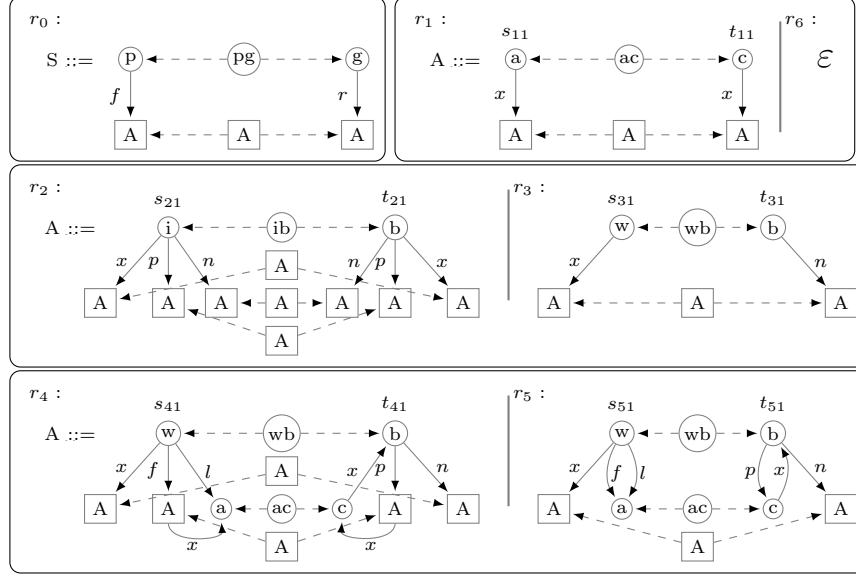 r₀ :
S ::= p pg g
f r
A A A
r₁ : s₁₁ t₁₁ r₆ :
A ::= a ac c ε
x x
A A A
r₂ : s₂₁ t₂₁ r₃ : s₃₁ t₃₁
A ::= i ib b w wb b
x p n A n p x x n
A A A A A A A A A A
A
r₄ : s₄₁ t₄₁ r₅ : s₅₁ t₅₁
A ::= w wb b w wb b
x f l A x p n x f l p x n
A A a ac c A A A a ac c A
x A x A